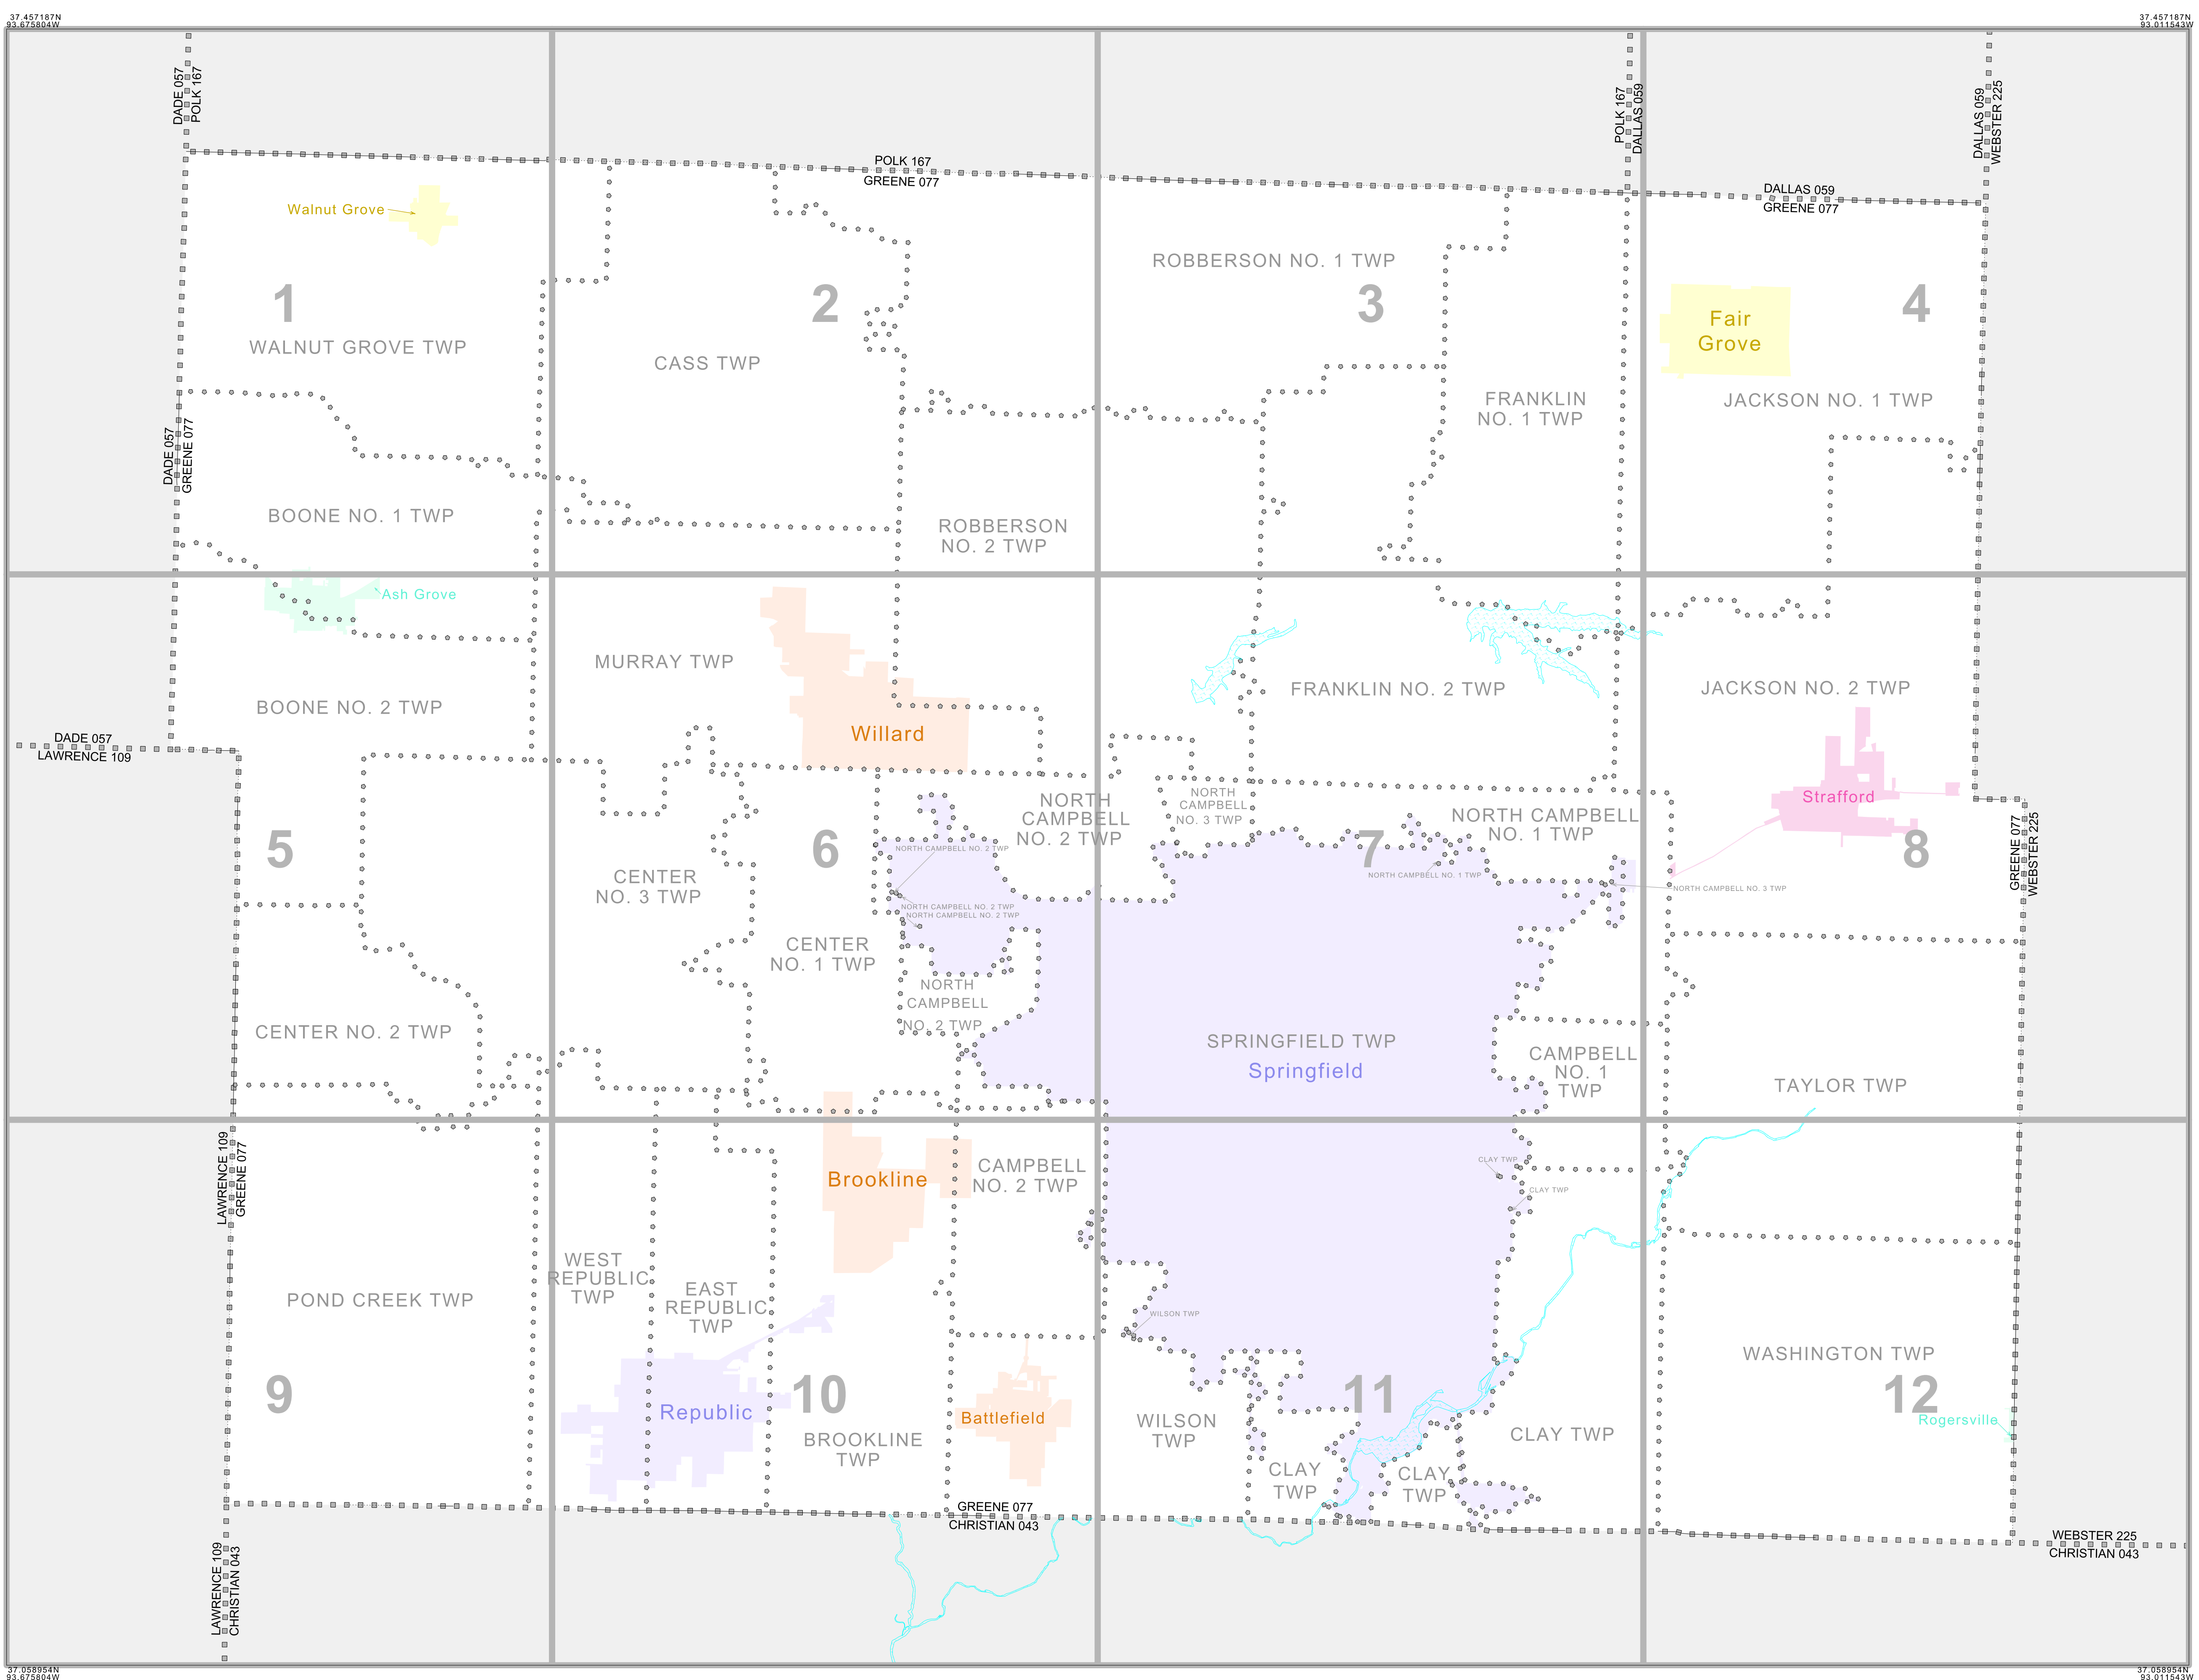 37.457187N
93.675804W
37.457187N
93.011543W
DADE 057
POLK 167
POLK 167
DALLAS 059
DALLAS 059
WEBSTER 225
POLK 167
GREENE 077
DALLAS 059
GREENE 077
Walnut Grove
ROBBERSON NO. 1 TWP
1
2
3
4
Fair
Grove
WALNUT GROVE TWP
CASS TWP
FRANKLIN
NO. 1 TWP
JACKSON NO. 1 TWP
DADE 057
GREENE 077
BOONE NO. 1 TWP
ROBBERSON
NO. 2 TWP
Ash Grove
MURRAY TWP
FRANKLIN NO. 2 TWP
JACKSON NO. 2 TWP
BOONE NO. 2 TWP
Willard
DADE 057
LAWRENCE 109
NORTH
CAMPBELL
NO. 2 TWP
NORTH
CAMPBELL
NO. 3 TWP
NORTH CAMPBELL
NO. 1 TWP
Strafford
5
6
7
8
NORTH CAMPBELL NO. 2 TWP
NORTH CAMPBELL NO. 1 TWP
NORTH CAMPBELL NO. 3 TWP
GREENE 077
WEBSTER 225
CENTER
NO. 3 TWP
NORTH CAMPBELL NO. 2 TWP
NORTH CAMPBELL NO. 2 TWP
CENTER
NO. 1 TWP
NORTH
CAMPBELL
NO. 2 TWP
CENTER NO. 2 TWP
SPRINGFIELD TWP
Springfield
CAMPBELL
NO. 1
TWP
TAYLOR TWP
LAWRENCE 109
GREENE 077
Brookline
CAMPBELL
NO. 2 TWP
CLAY TWP
CLAY TWP
WEST
REPUBLIC
TWP
EAST
REPUBLIC
TWP
POND CREEK TWP
WILSON TWP
WASHINGTON TWP
9
10
11
12
Republic
Battlefield
WILSON
TWP
CLAY TWP
Rogersville
BROOKLINE
TWP
CLAY
TWP
CLAY
TWP
GREENE 077
CHRISTIAN 043
WEBSTER 225
CHRISTIAN 043
LAWRENCE 109
CHRISTIAN 043
37.058954N
93.675804W
37.058954N
93.011543W